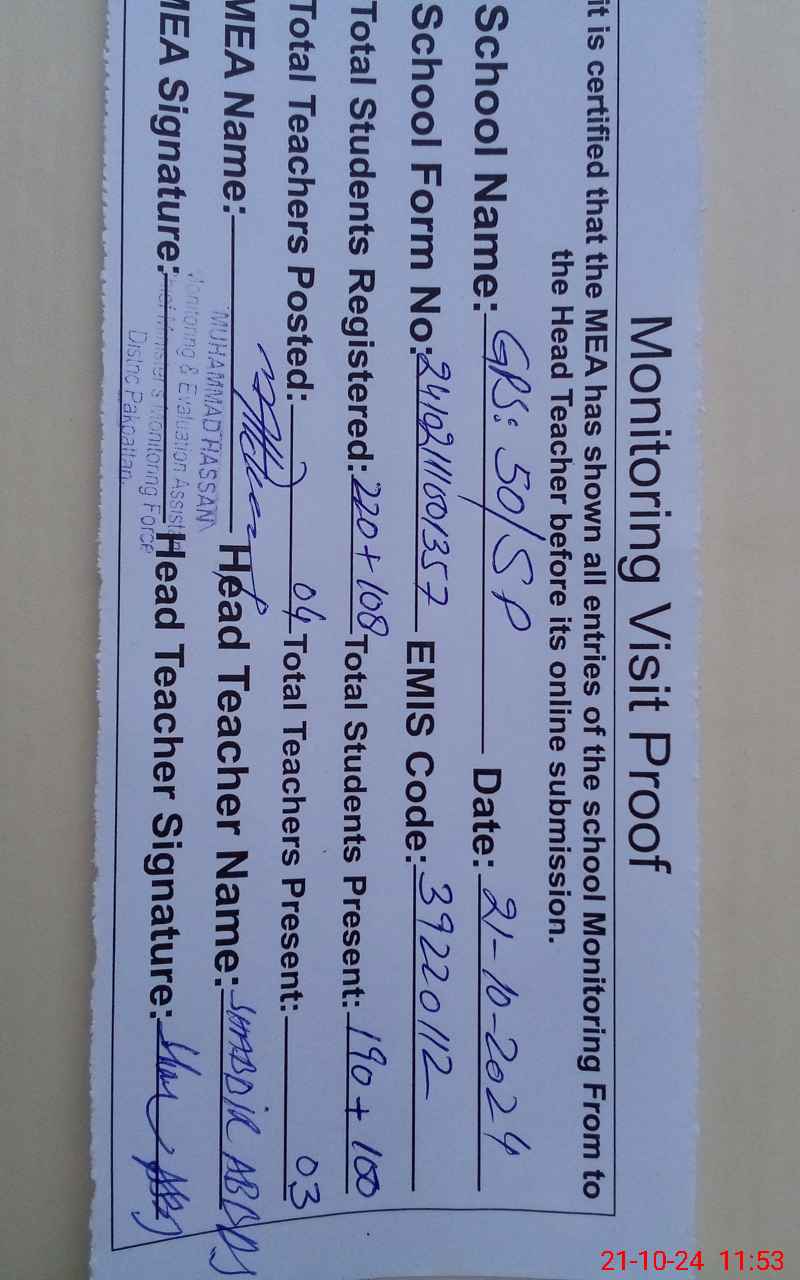 Monitoring Visit Proof
it is certified that the MEA has shown all entries of the school Monitoring From to
the Head Teacher before its online submission.
School Name: GPS: 50/SP Date: 21-10-2024
School Form No: EMIS Code: 39220112
Total Students Registered: 220+108 Total Students Present: 190+100
Total Teachers Posted: 04 Total Teachers Present: 03
MEA Name: Head Teacher Name:
MUHAMMAD HASSAN
Monitoring & Evaluation Assistant
MEA Signature: Head Teacher Signature:
Chief Minister's Monitoring Force
Distric Pakpattan.
21-10-24 11:53